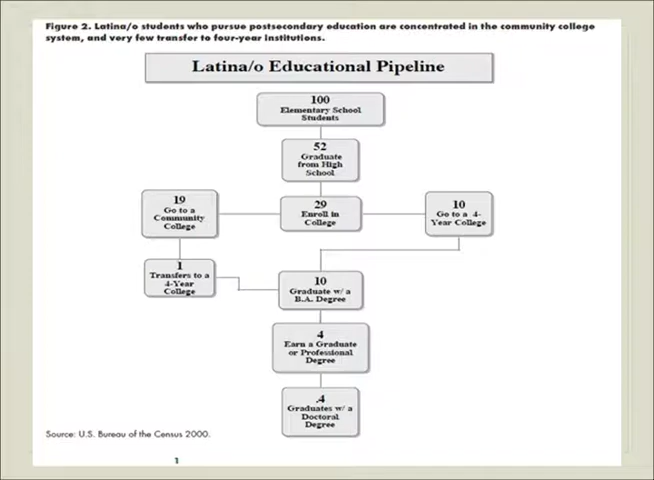 Figure 2. Latina/o students who pursue postsecondary education are concentrated in the community college
system, and very few transfer to four-year institutions.
Latina/o Educational Pipeline
100
Elementary School
Students
52
Graduate
from High
School
19
Go to a
Community
College
29
Enroll in
College
10
Go to a 4-
Year College
1
Transfers to a
4-Year
College
10
Graduate w/ a
B.A. Degree
4
Earn a Graduate
or Professional
Degree
.4
Graduates w/ a
Doctoral
Degree
Source: U.S. Bureau of the Census 2000.
1